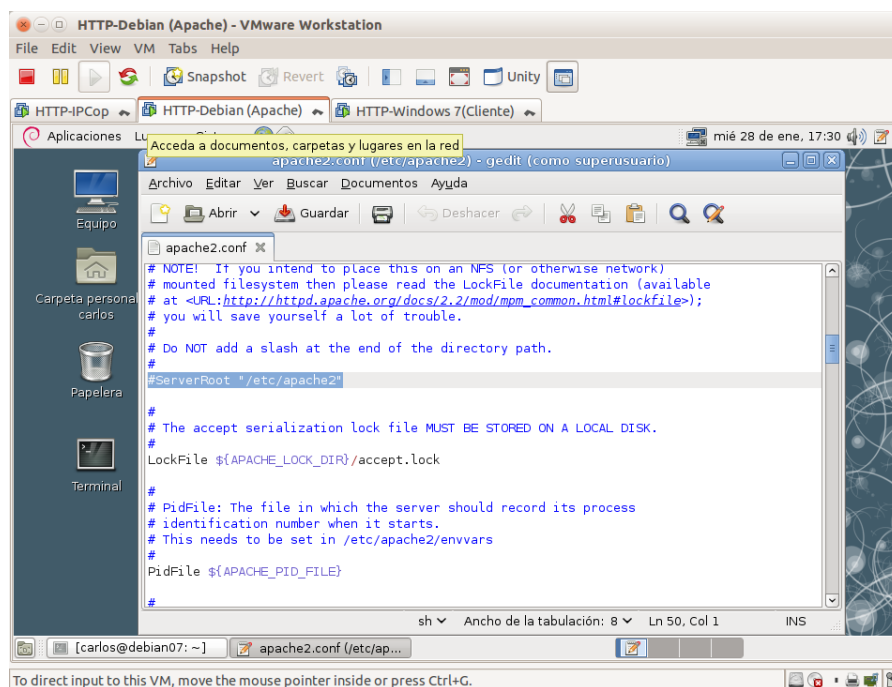 HTTP-Debian (Apache) - VMware Workstation
File Edit View VM Tabs Help
Snapshot Revert Unity
HTTP-IPCop HTTP-Debian (Apache) HTTP-Windows 7(Cliente)
Aplicaciones mié 28 de ene, 17:30
Acceda a documentos, carpetas y lugares en la red
apache2.conf (/etc/apache2) - gedit (como superusuario)
Archivo Editar Ver Buscar Documentos Ayuda
Abrir Guardar Deshacer
apache2.conf
# NOTE!  If you intend to place this on an NFS (or otherwise network)
# mounted filesystem then please read the LockFile documentation (available
# at <URL:http://httpd.apache.org/docs/2.2/mod/mpm_common.html#lockfile>);
# you will save yourself a lot of trouble.
#
# Do NOT add a slash at the end of the directory path.
#
#ServerRoot "/etc/apache2"
#
# The accept serialization lock file MUST BE STORED ON A LOCAL DISK.
#
LockFile ${APACHE_LOCK_DIR}/accept.lock
#
# PidFile: The file in which the server should record its process
# identification number when it starts.
# This needs to be set in /etc/apache2/envvars
#
PidFile ${APACHE_PID_FILE}
#
sh Ancho de la tabulación: 8 Ln 50, Col 1 INS
Equipo
Carpeta personal
carlos
Papelera
Terminal
[carlos@debian07: ~] apache2.conf (/etc/ap...
To direct input to this VM, move the mouse pointer inside or press Ctrl+G.